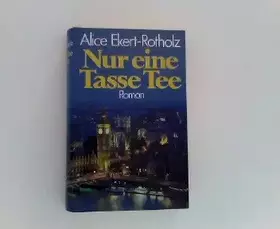 Alice Ekert-Rotholz
Nur eine
Tasse Tee
Roman